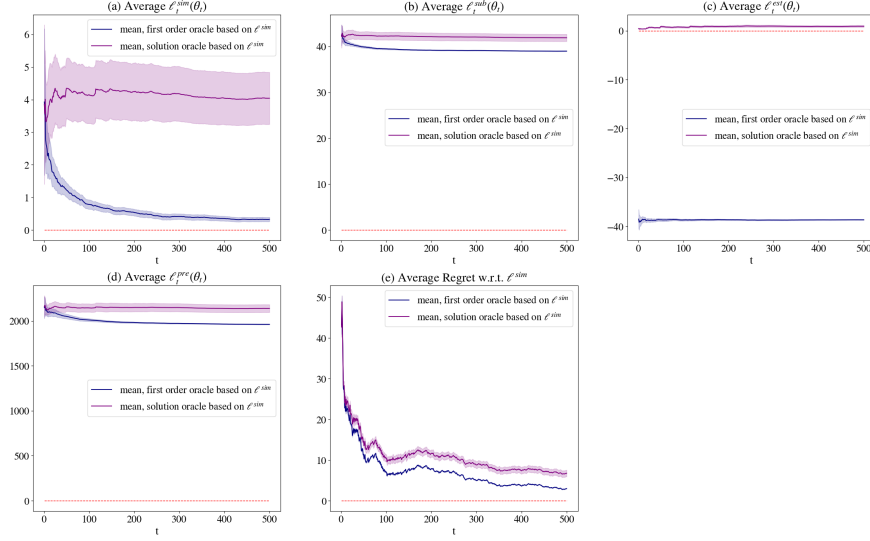 (a) Average ℓ_t^{sim}(θ_t)
6
5
4
3
2
1
0
mean, first order oracle based on ℓ^{sim}
mean, solution oracle based on ℓ^{sim}
0 100 200 300 400 500
t
(b) Average ℓ_t^{sub}(θ_t)
40
30
20
10
0
mean, first order oracle based on ℓ^{sim}
mean, solution oracle based on ℓ^{sim}
0 100 200 300 400 500
t
(c) Average ℓ_t^{est}(θ_t)
0
−10
−20
−30
−40
mean, first order oracle based on ℓ^{sim}
mean, solution oracle based on ℓ^{sim}
0 100 200 300 400 500
t
(d) Average ℓ_t^{pre}(θ_t)
2000
1500
1000
500
0
mean, first order oracle based on ℓ^{sim}
mean, solution oracle based on ℓ^{sim}
0 100 200 300 400 500
t
(e) Average Regret w.r.t. ℓ^{sim}
50
40
30
20
10
0
mean, first order oracle based on ℓ^{sim}
mean, solution oracle based on ℓ^{sim}
0 100 200 300 400 500
t